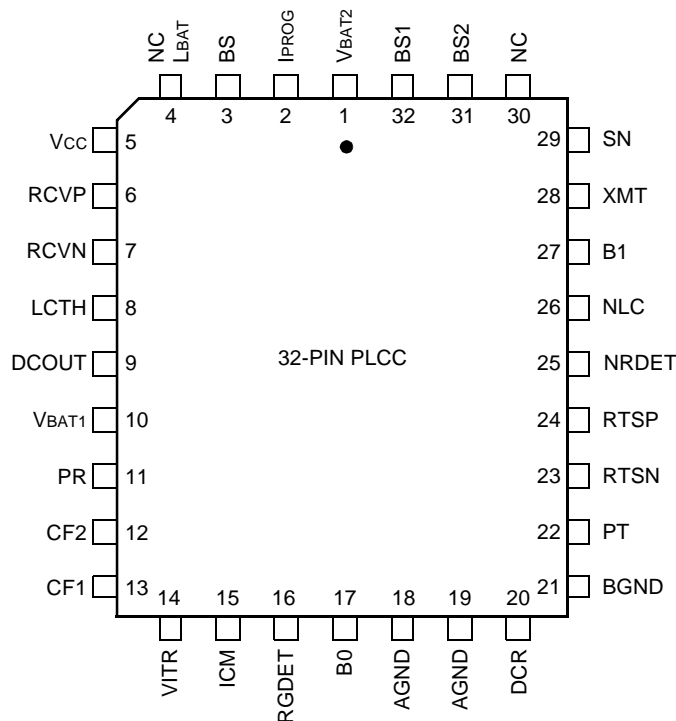 NC
LBAT
BS
IPROG
VBAT2
BS1
BS2
NC
4
3
2
1
32
31
30
VCC 5
RCVP 6
RCVN 7
LCTH 8
DCOUT 9
VBAT1 10
PR 11
CF2 12
CF1 13
29 SN
28 XMT
27 B1
26 NLC
25 NRDET
24 RTSP
23 RTSN
22 PT
21 BGND
32-PIN PLCC
14
15
16
17
18
19
20
VITR
ICM
RGDET
B0
AGND
AGND
DCR